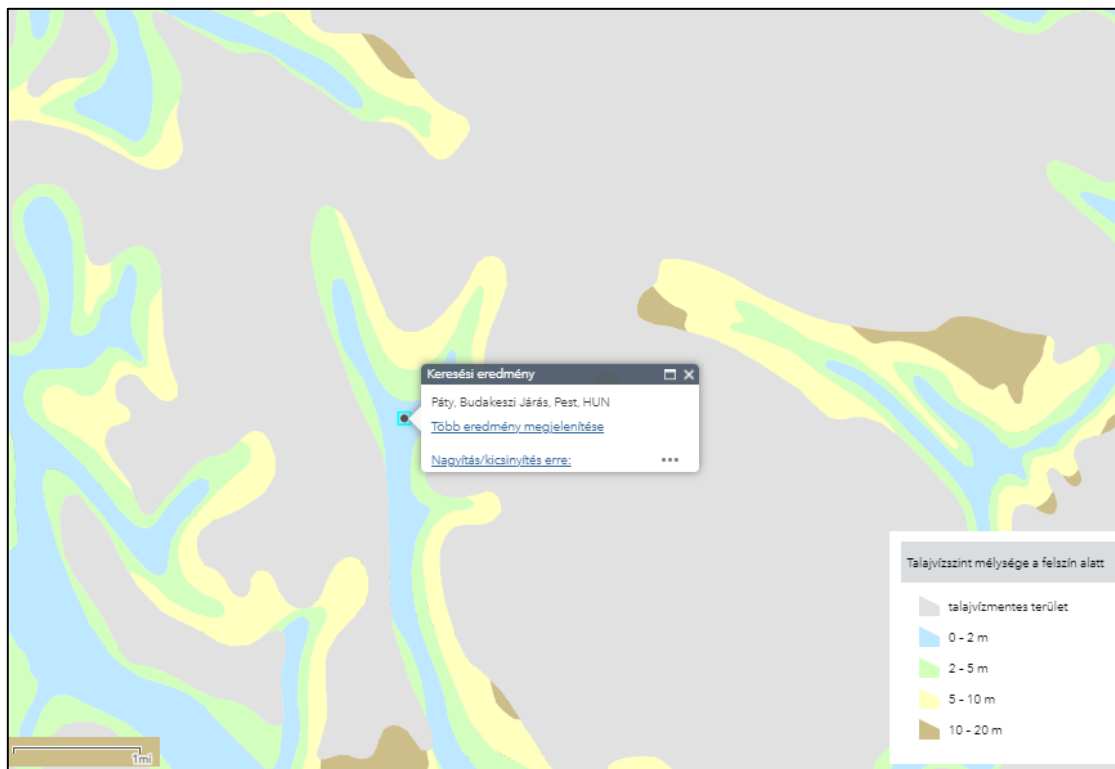 Keresési eredmény
Páty, Budakeszi Járás, Pest, HUN
Több eredmény megjelenítése
Nagyítás/kicsinyítés erre:
Talajvízszint mélysége a felszín alatt
talajvízmentes terület
0 - 2 m
2 - 5 m
5 - 10 m
10 - 20 m
1mi